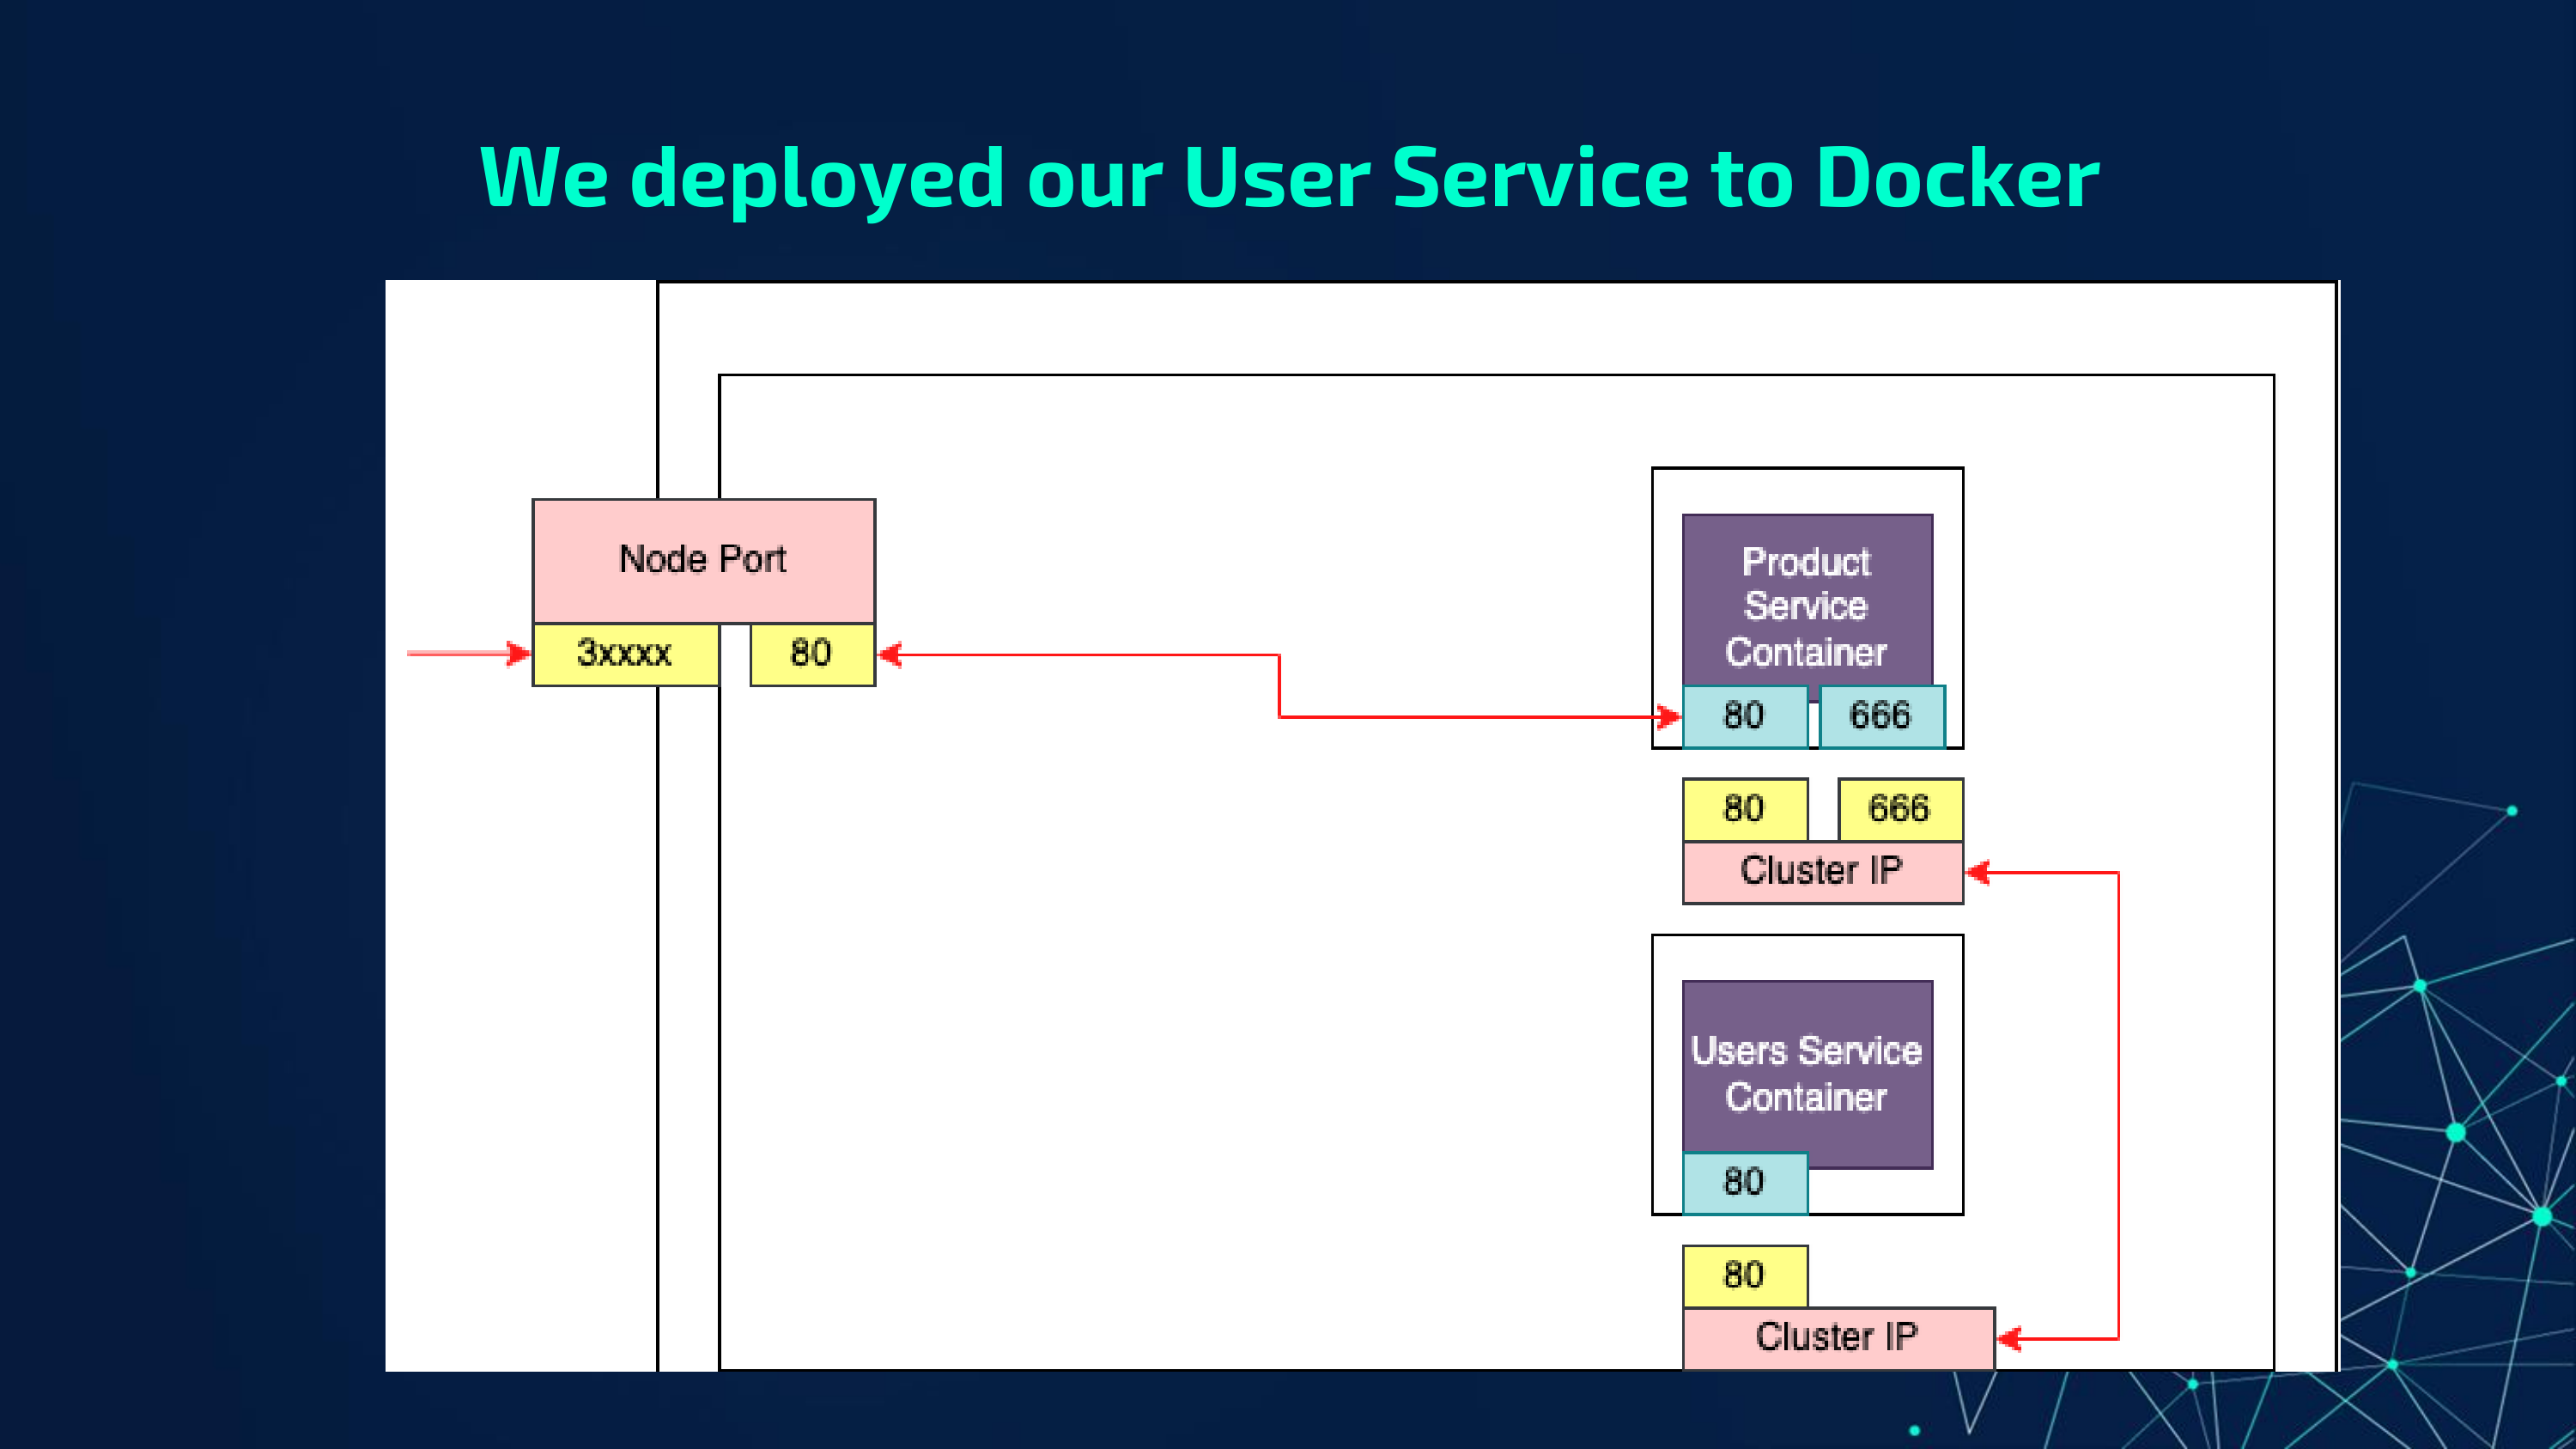 We deployed our User Service to Docker
Node Port
3xxxx
80
Product
Service
Container
80
666
80
666
Cluster IP
Users Service
Container
80
80
Cluster IP